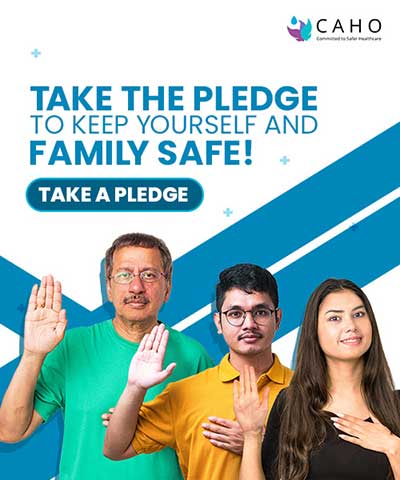 CAHO
Committed to Safer Healthcare
TAKE THE PLEDGE
TO KEEP YOURSELF AND
FAMILY SAFE!
TAKE A PLEDGE